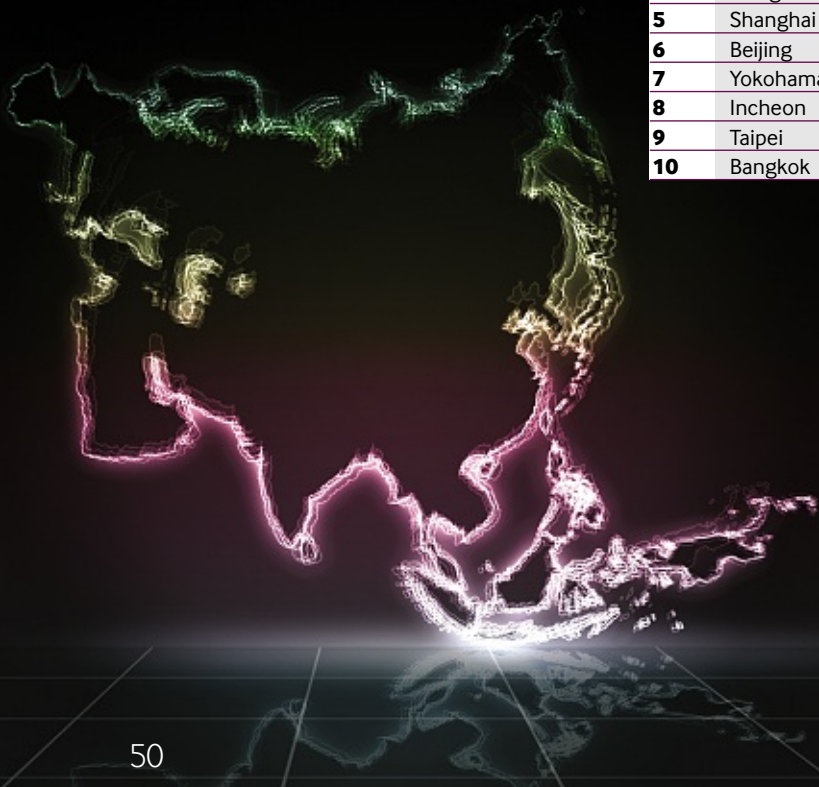 5 Shanghai
6 Beijing
7 Yokohama
8 Incheon
9 Taipei
10 Bangkok
50